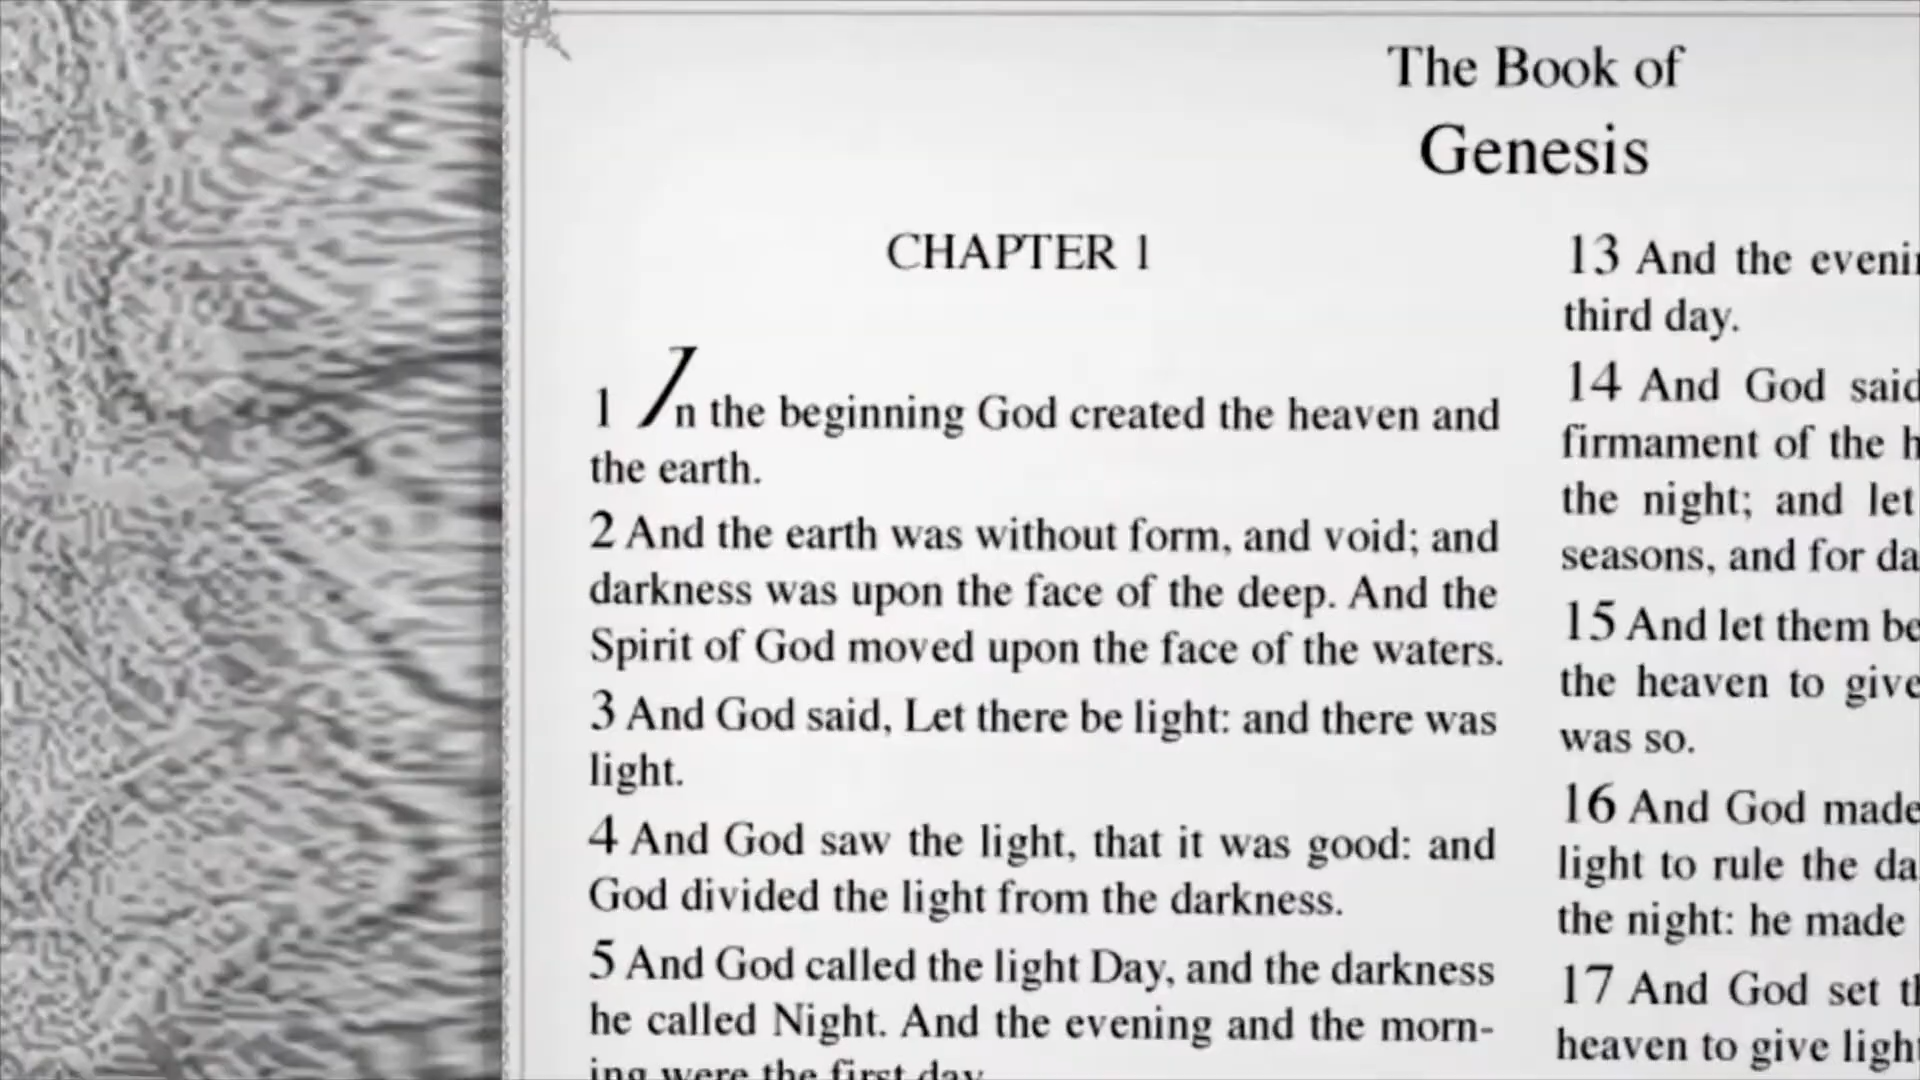 The Book of
Genesis
CHAPTER 1
1 In the beginning God created the heaven and
the earth.
2 And the earth was without form, and void; and
darkness was upon the face of the deep. And the
Spirit of God moved upon the face of the waters.
3 And God said, Let there be light: and there was
light.
4 And God saw the light, that it was good: and
God divided the light from the darkness.
5 And God called the light Day, and the darkness
he called Night. And the evening and the morn-
ing were the first day.
13 And the
third day.
14 And God said
firmament of the
the night; and let
seasons, and for
15 And let them be
the heaven to give
was so.
16 And God made
light to rule the
the night: he made
17 And God set
heaven to give